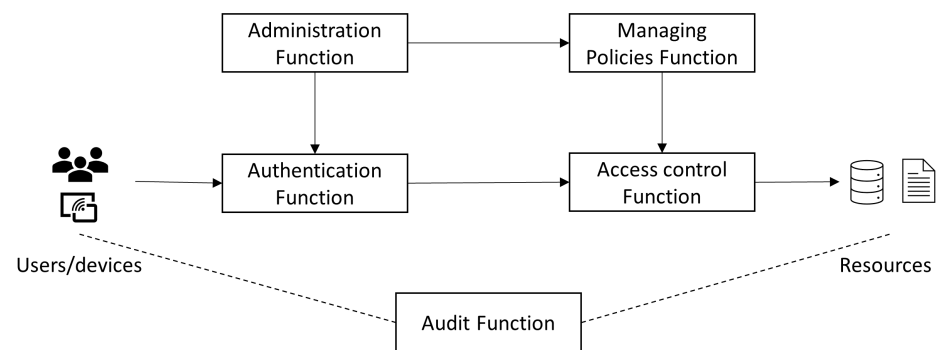 Administration
Function
Managing
Policies Function
Authentication
Function
Access control
Function
Users/devices
Resources
Audit Function